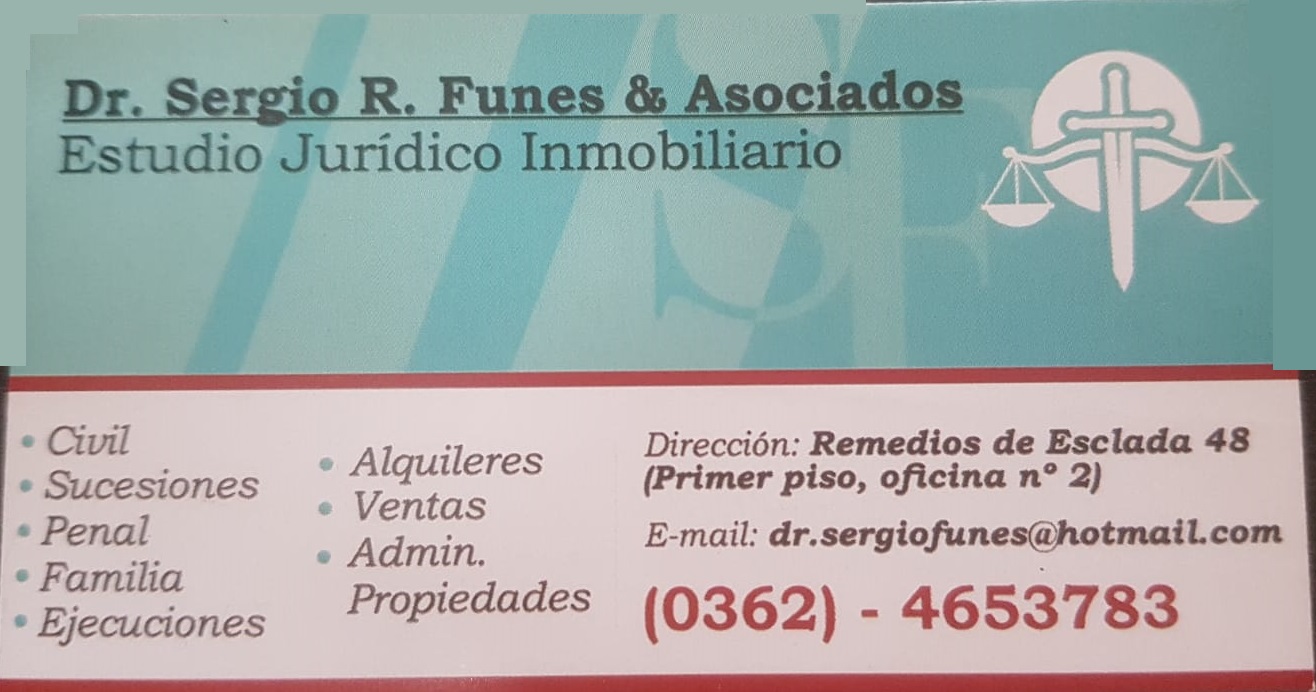 Dr. Sergio R. Funes & Asociados
Estudio Jurídico Inmobiliario
SF
• Civil
• Sucesiones
• Penal
• Familia
• Ejecuciones
• Alquileres
• Ventas
• Admin.
Propiedades
Dirección: Remedios de Esclada 48
(Primer piso, oficina n° 2)
E-mail: dr.sergiofunes@hotmail.com
(0362) - 4653783